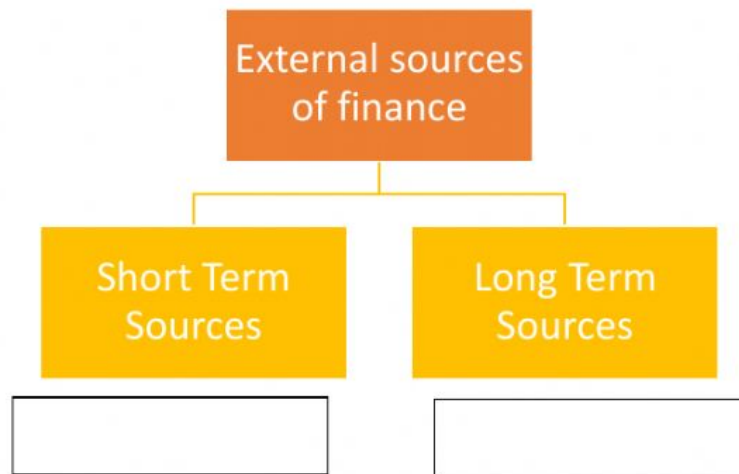 External sources
of finance
Short Term
Sources
Long Term
Sources